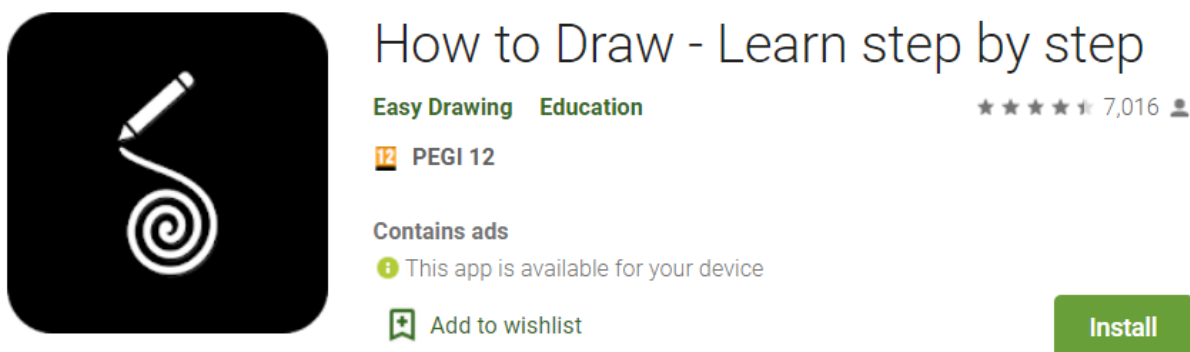 How to Draw - Learn step by step
Easy Drawing Education 7,016
12 PEGI 12
Contains ads
This app is available for your device
Add to wishlist
Install